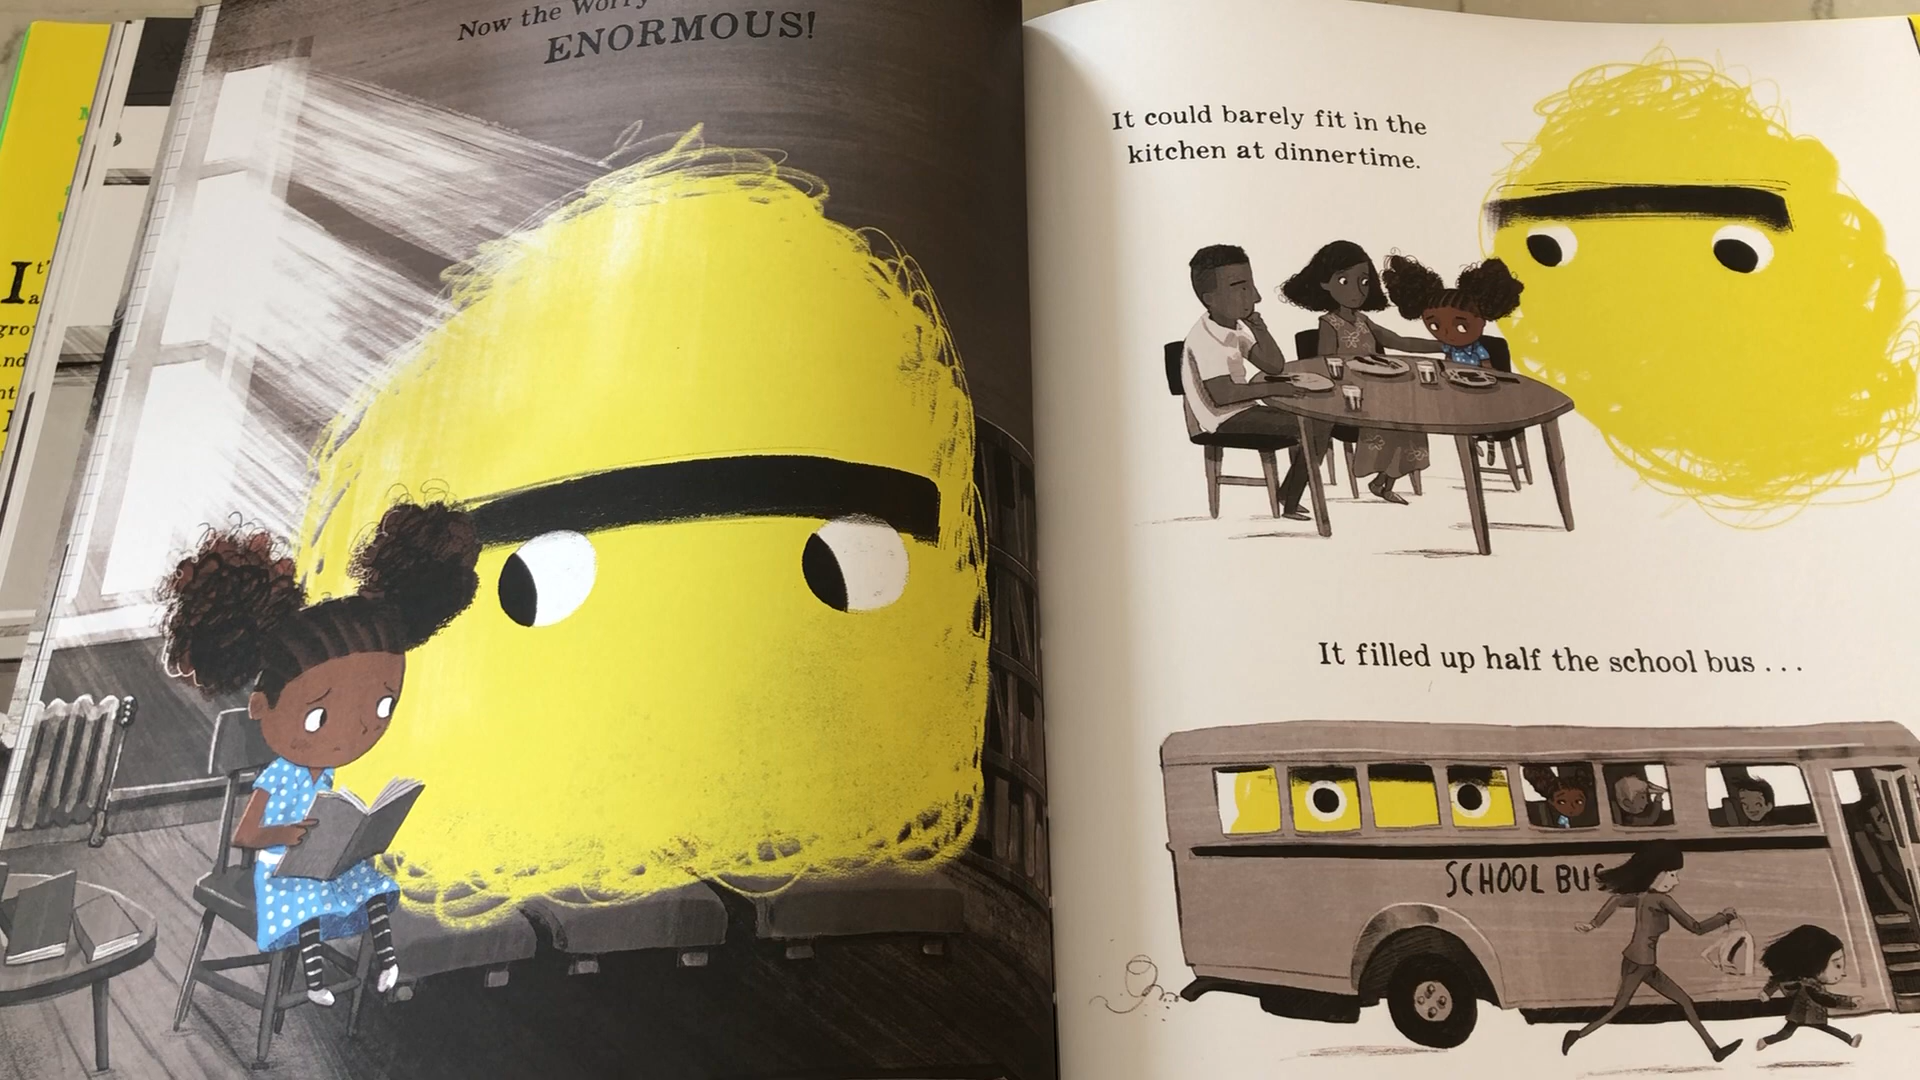 Now the Worry
ENORMOUS!
It could barely fit in the
kitchen at dinnertime.
It filled up half the school bus . . .
SCHOOL BUS